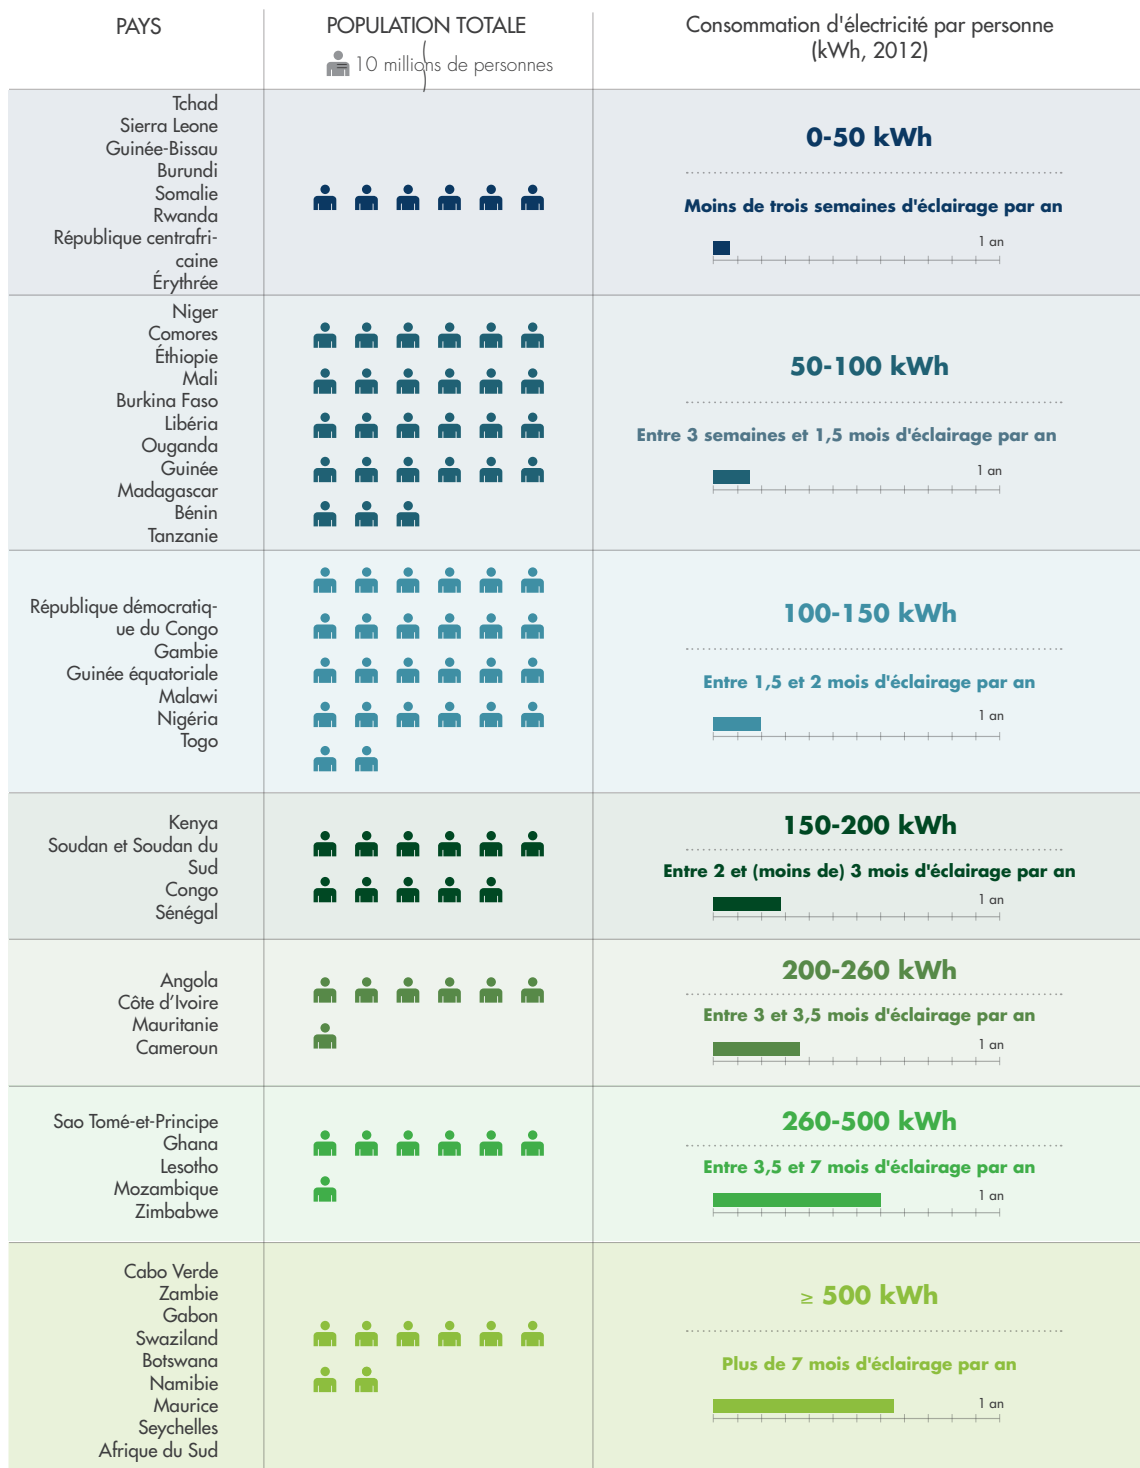 PAYS
POPULATION TOTALE
10 millions de personnes
Consommation d'électricité par personne
(kWh, 2012)
Tchad
Sierra Leone
Guinée-Bissau
Burundi
Somalie
Rwanda
République centrafri-
caine
Érythrée
0-50 kWh
Moins de trois semaines d'éclairage par an
1 an
Niger
Comores
Éthiopie
Mali
Burkina Faso
Libéria
Ouganda
Guinée
Madagascar
Bénin
Tanzanie
50-100 kWh
Entre 3 semaines et 1,5 mois d'éclairage par an
1 an
République démocratiq-
ue du Congo
Gambie
Guinée équatoriale
Malawi
Nigéria
Togo
100-150 kWh
Entre 1,5 et 2 mois d'éclairage par an
1 an
Kenya
Soudan et Soudan du
Sud
Congo
Sénégal
150-200 kWh
Entre 2 et (moins de) 3 mois d'éclairage par an
1 an
Angola
Côte d’Ivoire
Mauritanie
Cameroun
200-260 kWh
Entre 3 et 3,5 mois d'éclairage par an
1 an
Sao Tomé-et-Principe
Ghana
Lesotho
Mozambique
Zimbabwe
260-500 kWh
Entre 3,5 et 7 mois d'éclairage par an
1 an
Cabo Verde
Zambie
Gabon
Swaziland
Botswana
Namibie
Maurice
Seychelles
Afrique du Sud
≥ 500 kWh
Plus de 7 mois d'éclairage par an
1 an